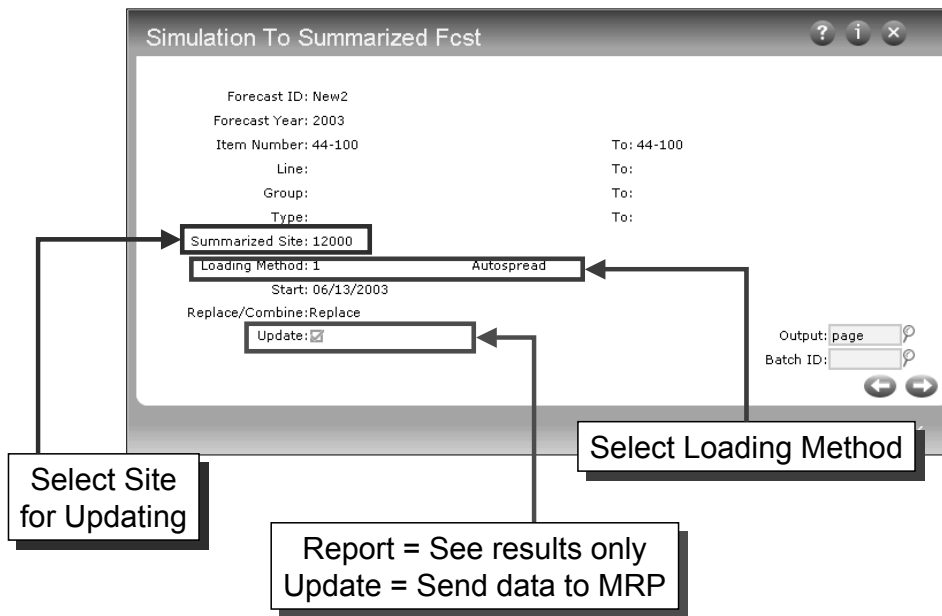 Simulation To Summarized Fcst
? i ×
Forecast ID: New2
Forecast Year: 2003
Item Number: 44-100 To: 44-100
Line: To:
Group: To:
Type: To:
Summarized Site: 12000
Loading Method: 1 Autospread
Start: 06/13/2003
Replace/Combine:Replace
Update:
Output: page
Batch ID:
Select Loading Method
Select Site
for Updating
Report = See results only
Update = Send data to MRP